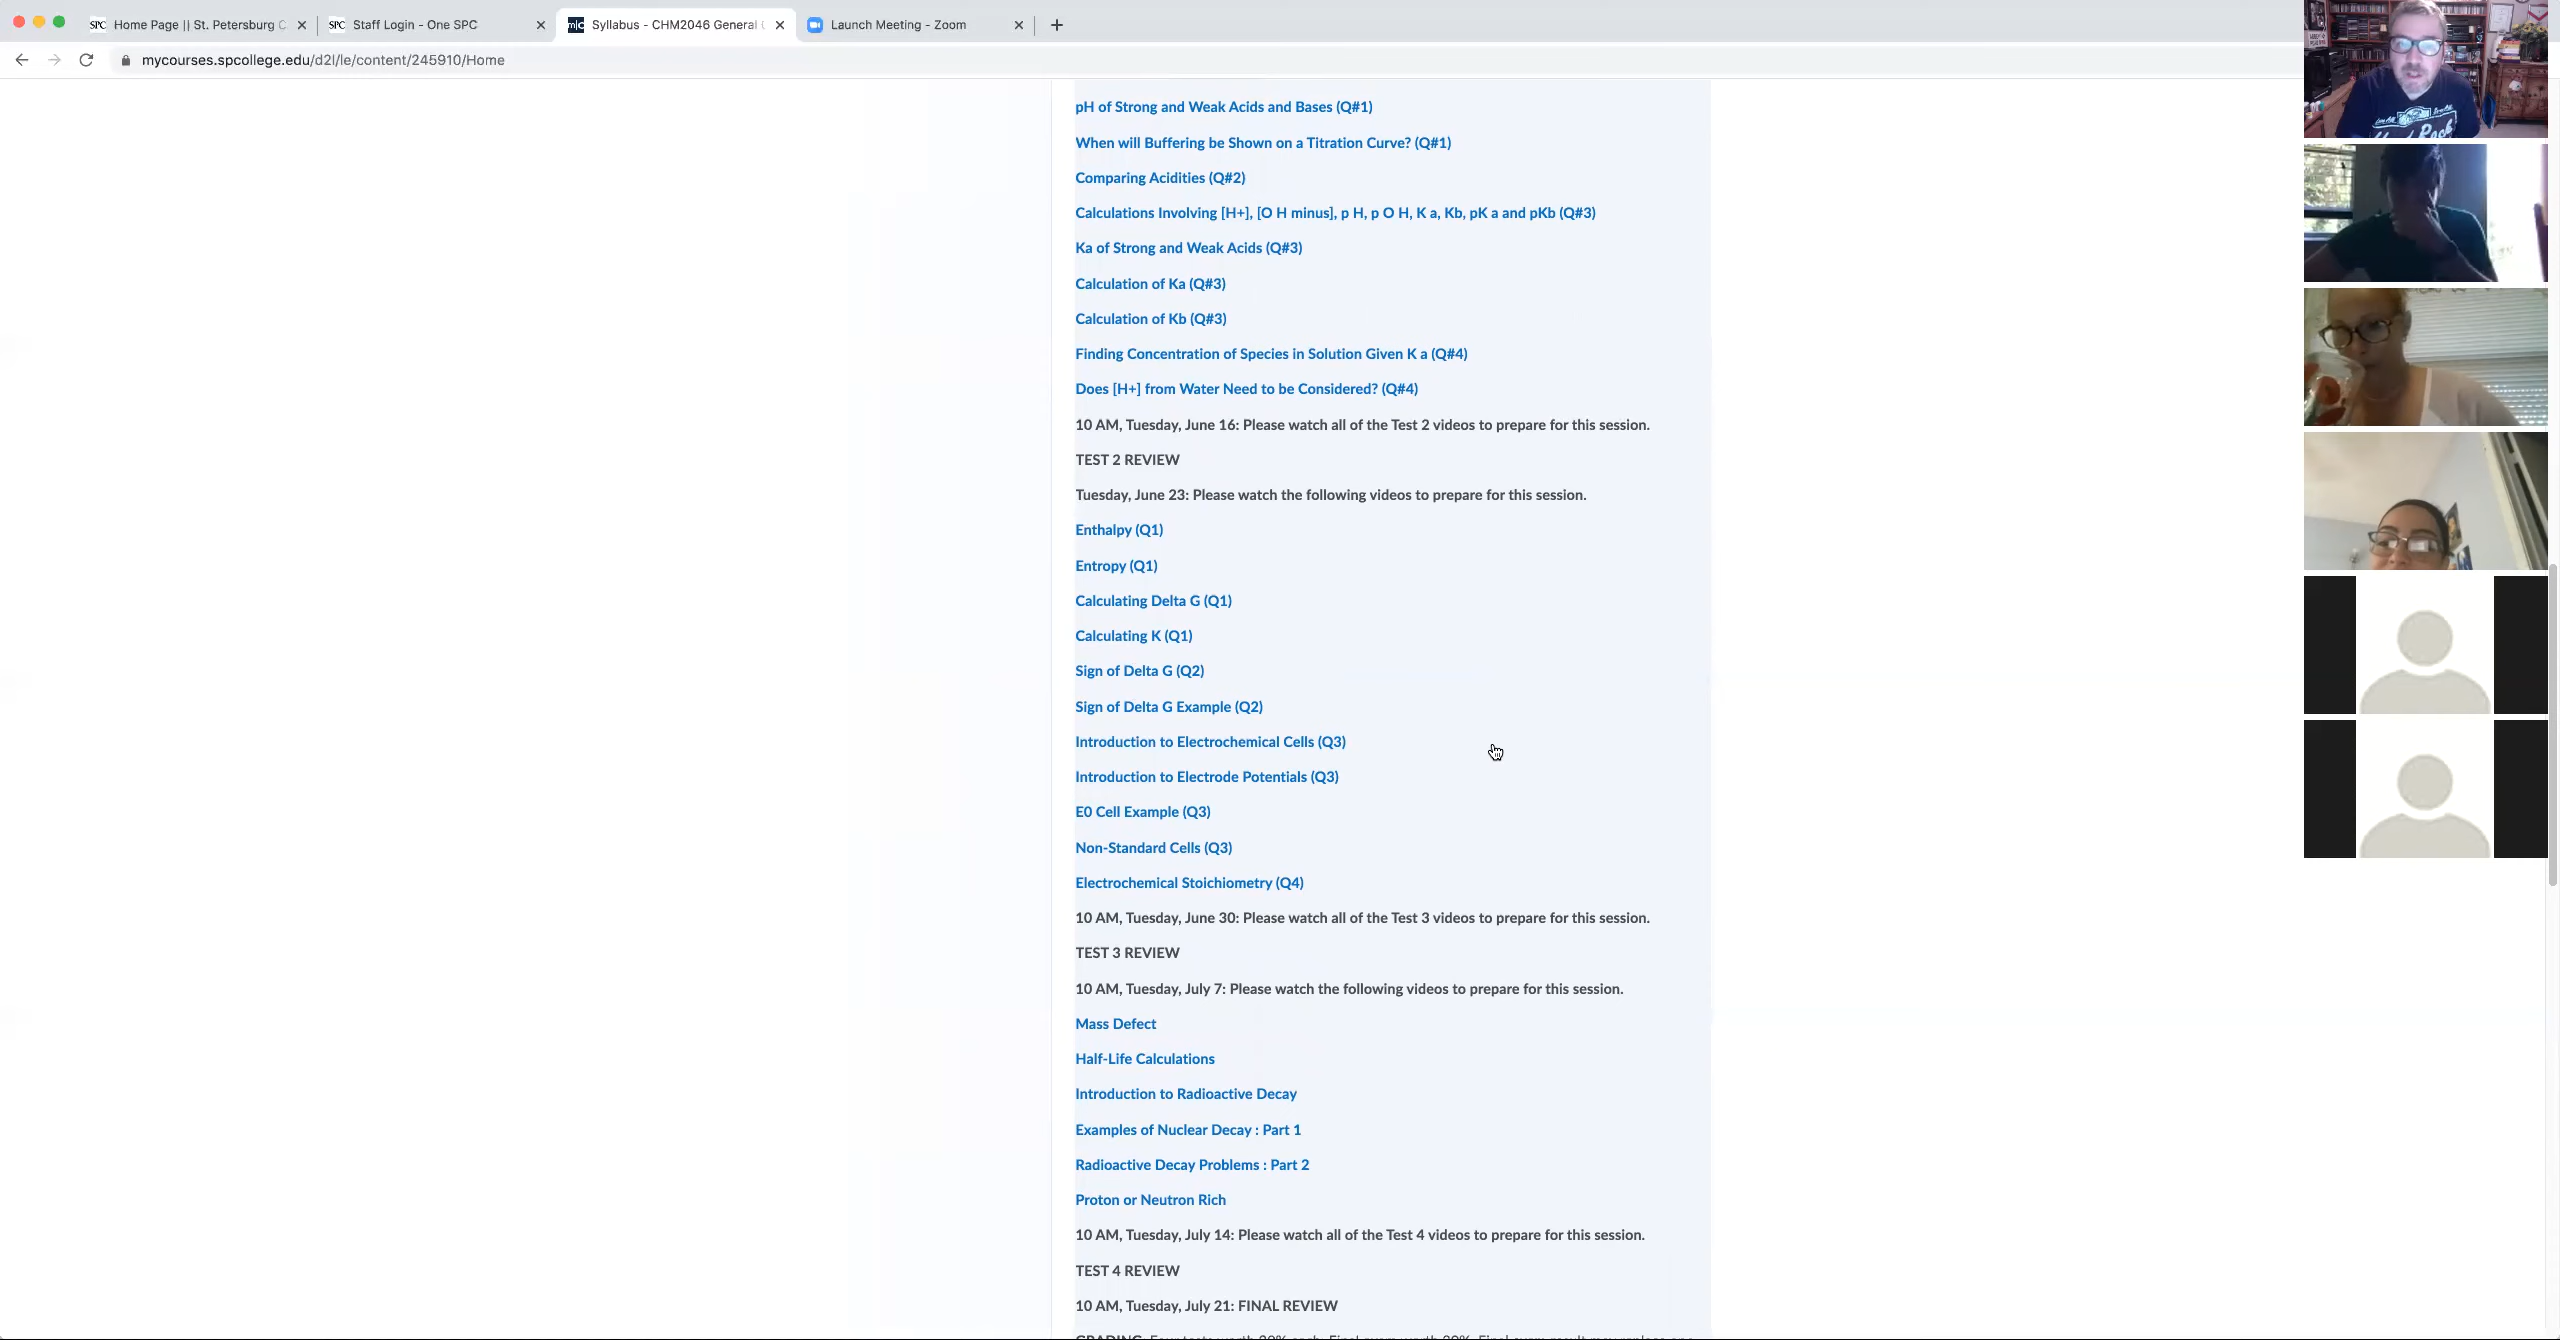 Home Page || St. Petersburg C
Staff Login - One SPC
Syllabus - CHM2046 General
Launch Meeting - Zoom
mycourses.spcollege.edu/d2l/le/content/245910/Home
pH of Strong and Weak Acids and Bases (Q#1)
When will Buffering be Shown on a Titration Curve? (Q#1)
Comparing Acidities (Q#2)
Calculations Involving [H+], [O H minus], p H, p O H, K a, Kb, pK a and pKb (Q#3)
Ka of Strong and Weak Acids (Q#3)
Calculation of Ka (Q#3)
Calculation of Kb (Q#3)
Finding Concentration of Species in Solution Given K a (Q#4)
Does [H+] from Water Need to be Considered? (Q#4)
10 AM, Tuesday, June 16: Please watch all of the Test 2 videos to prepare for this session.
TEST 2 REVIEW
Tuesday, June 23: Please watch the following videos to prepare for this session.
Enthalpy (Q1)
Entropy (Q1)
Calculating Delta G (Q1)
Calculating K (Q1)
Sign of Delta G (Q2)
Sign of Delta G Example (Q2)
Introduction to Electrochemical Cells (Q3)
Introduction to Electrode Potentials (Q3)
E0 Cell Example (Q3)
Non-Standard Cells (Q3)
Electrochemical Stoichiometry (Q4)
10 AM, Tuesday, June 30: Please watch all of the Test 3 videos to prepare for this session.
TEST 3 REVIEW
10 AM, Tuesday, July 7: Please watch the following videos to prepare for this session.
Mass Defect
Half-Life Calculations
Introduction to Radioactive Decay
Examples of Nuclear Decay : Part 1
Radioactive Decay Problems : Part 2
Proton or Neutron Rich
10 AM, Tuesday, July 14: Please watch all of the Test 4 videos to prepare for this session.
TEST 4 REVIEW
10 AM, Tuesday, July 21: FINAL REVIEW